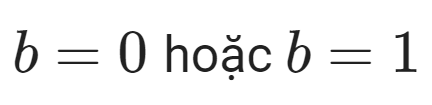 b = 0 hoặc b = 1